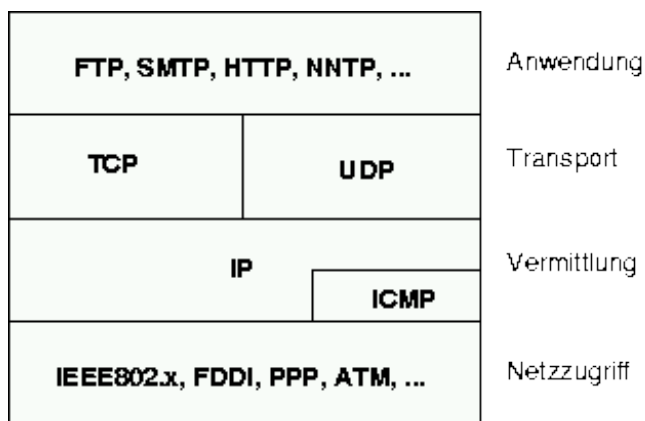 FTP, SMTP, HTTP, NNTP, ... Anwendung
TCP UDP Transport
IP Vermittlung
ICMP
IEEE802.x, FDDI, PPP, ATM, ... Netzzugriff